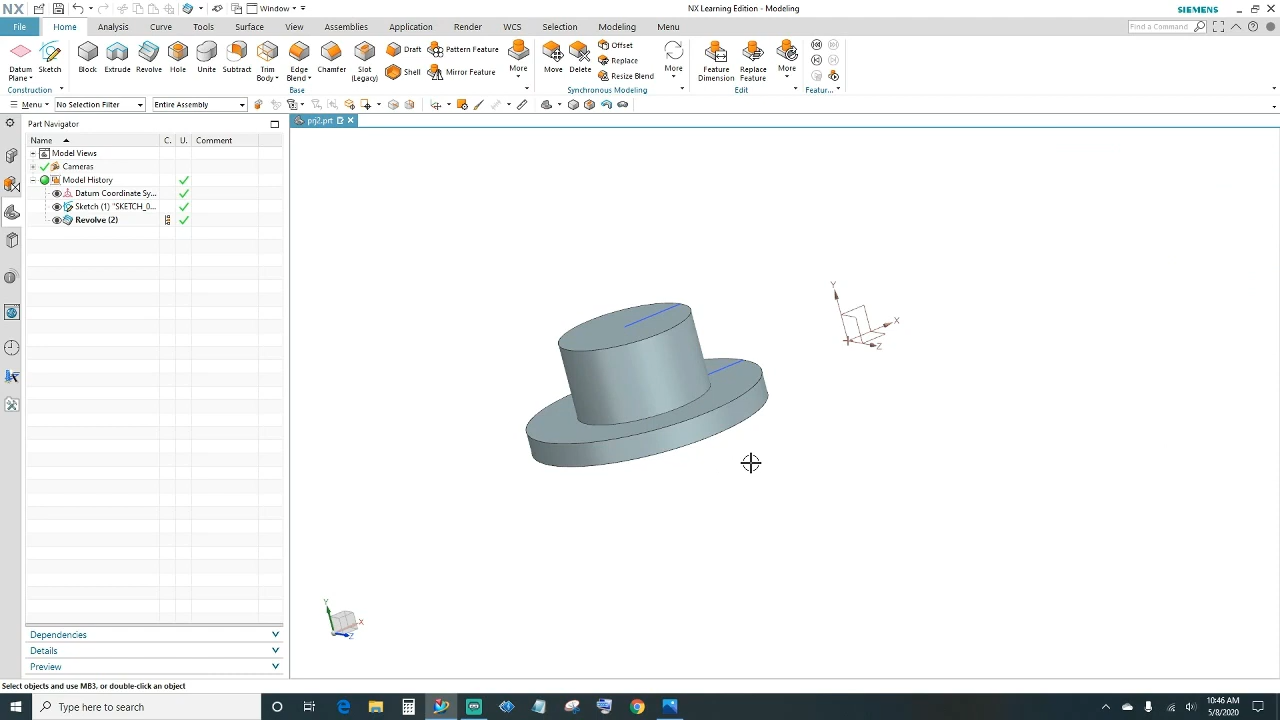 NX
Window
NX Learning Edition - Modeling
SIEMENS
File
Home
Analysis
Curve
Tools
Surface
View
Assemblies
Application
Render
WCS
Selection
Modeling
Menu
Find a Command
Datum Plane
Sketch
Block
Extrude
Revolve
Hole
Unite
Subtract
Trim Body
Edge Blend
Chamfer
Slot (Legacy)
Draft
Shell
Pattern Feature
Mirror Feature
More
Move
Delete
Offset
Replace
Resize Blend
More
Feature Dimension
Replace Feature
More
Construction
Base
Synchronous Modeling
Edit
Featur...
Menu
No Selection Filter
Entire Assembly
Part Navigator
prj2.prt
Name
C.
U.
Comment
Model Views
Cameras
Model History
Datum Coordinate Sy...
Sketch (1) "SKETCH_0...
Revolve (2)
Y
X
Z
Y
X
Z
Dependencies
Details
Preview
Select objects and use MB3, or double-click an object
Type here to search
10:46 AM
5/8/2020